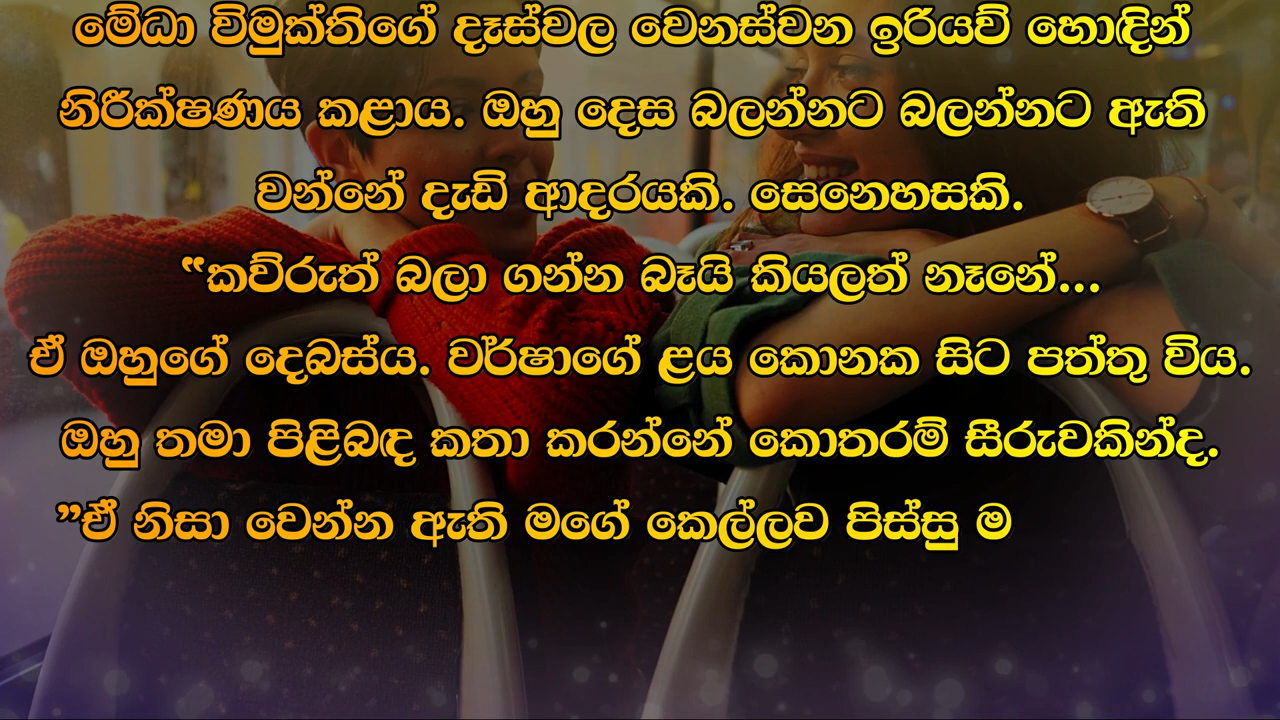 මේධා විමුක්තිගේ දෑස්වල වෙනස්වන ඉරියව් හොඳින්
නිරීක්ෂණය කළාය. ඔහු දෙස බලන්නට බලන්නට ඇති
වන්නේ දැඩි ආදරයකි. සෙනෙහසකි.
“කව්රුත් බලා ගන්න බෑයි කියලත් නෑනේ...
ඒ ඔහුගේ දෙබස්ය. වර්ෂාගේ ළය කොනක සිට පත්තු විය.
ඔහු තමා පිළිබඳ කතා කරන්නේ කොතරම් සීරුවකින්ද.
”ඒ නිසා වෙන්න ඇති මගේ කෙල්ලව පිස්සු ම